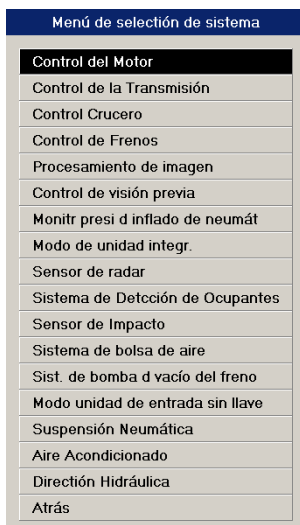 Menú de selección de sistema
Control del Motor
Control de la Transmisión
Control Crucero
Control de Frenos
Procesamiento de imagen
Control de visión previa
Monitr presi d inflado de neumát
Modo de unidad integr.
Sensor de radar
Sistema de Detcción de Ocupantes
Sensor de Impacto
Sistema de bolsa de aire
Sist. de bomba d vacío del freno
Modo unidad de entrada sin llave
Suspensión Neumática
Aire Acondicionado
Directión Hidráulica
Atrás